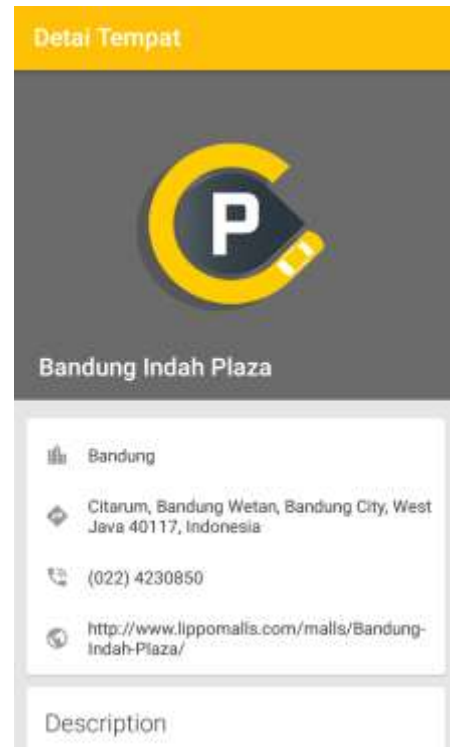 Detai Tempat
P
Bandung Indah Plaza
Bandung
Citarum, Bandung Wetan, Bandung City, West
Java 40117, Indonesia
(022) 4230850
http://www.lippomalls.com/malls/Bandung-
Indah-Plaza/
Description